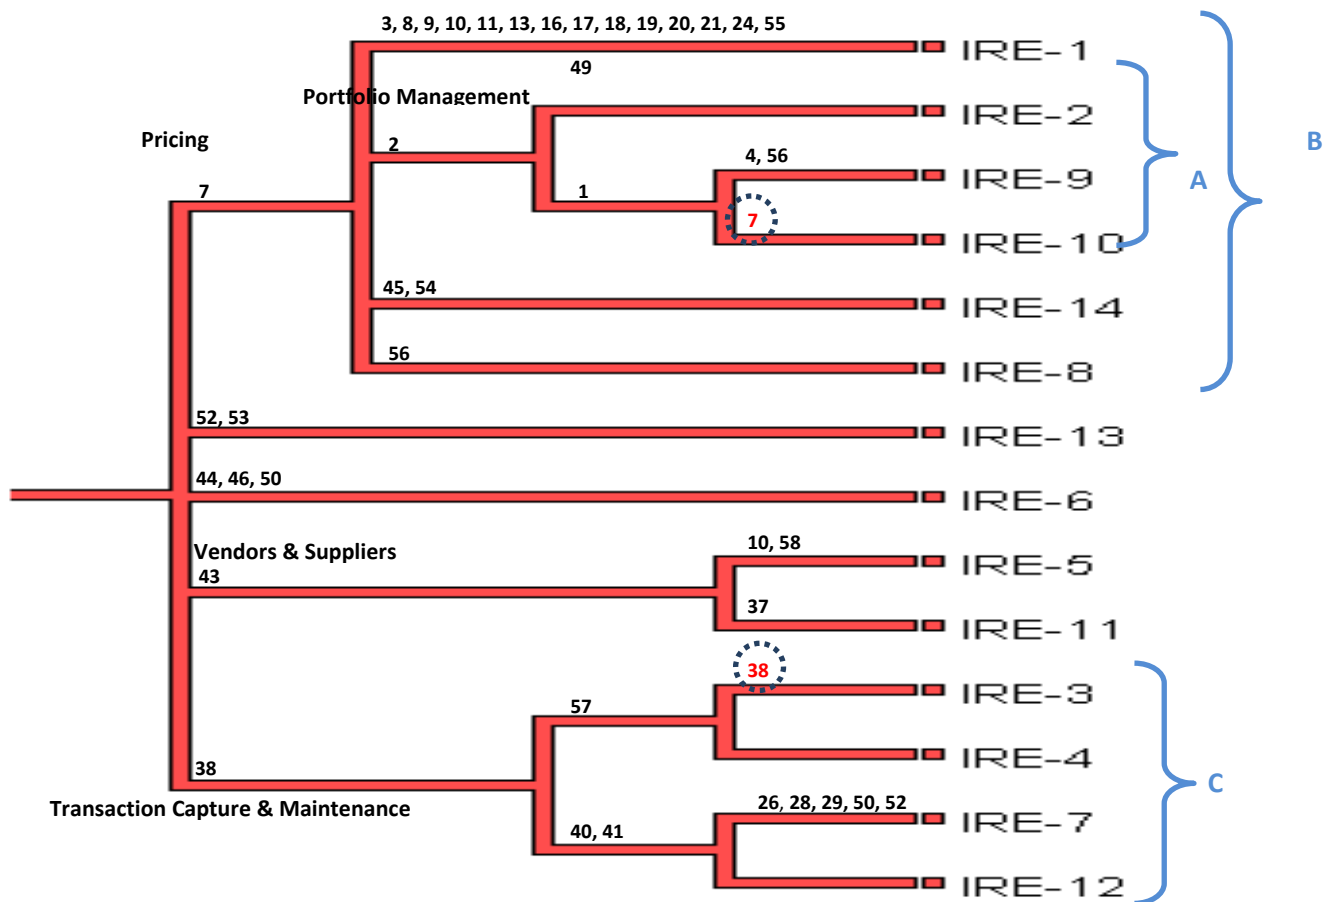 3, 8, 9, 10, 11, 13, 16, 17, 18, 19, 20, 21, 24, 55
IRE-1
49
Portfolio Management
IRE-2
Pricing
2
B
4, 56
IRE-9
A
7
1
7
IRE-10
45, 54
IRE-14
56
IRE-8
52, 53
IRE-13
44, 46, 50
IRE-6
Vendors & Suppliers
10, 58
IRE-5
43
37
IRE-11
38
IRE-3
57
IRE-4
38
C
Transaction Capture & Maintenance
26, 28, 29, 50, 52
IRE-7
40, 41
IRE-12